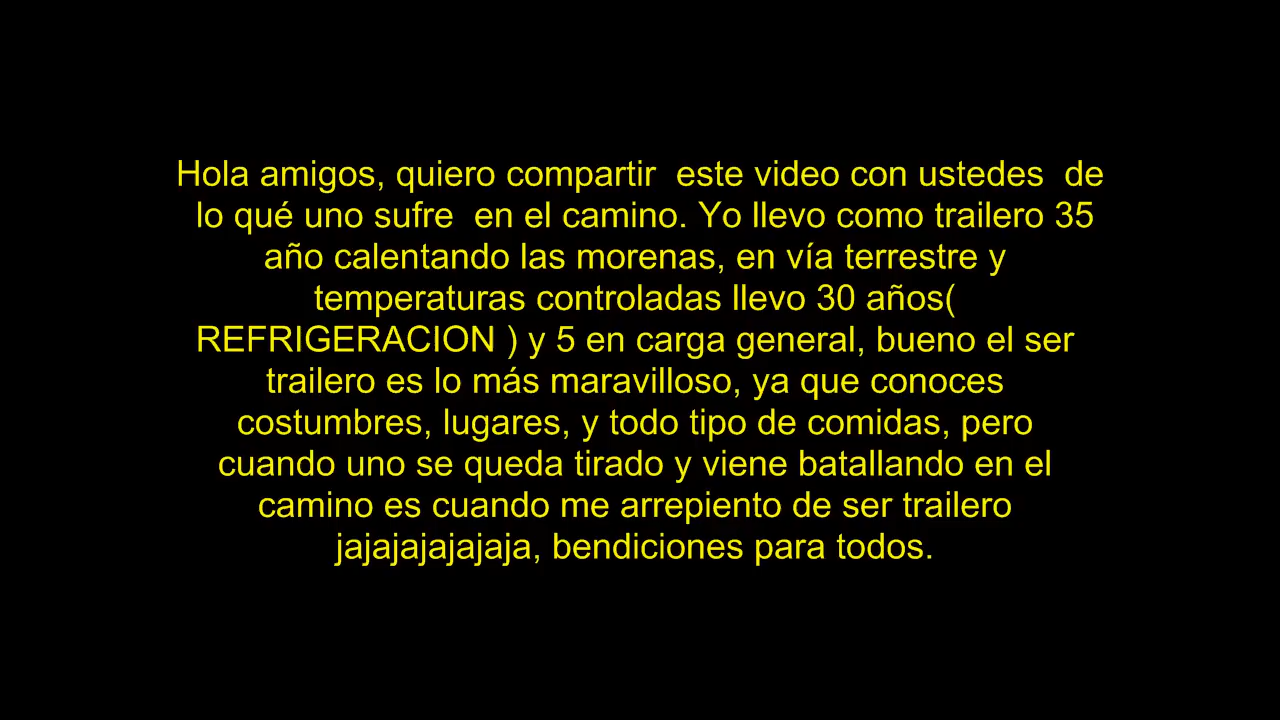 Hola amigos, quiero compartir  este video con ustedes  de
lo qué uno sufre  en el camino. Yo llevo como trailero 35
año calentando las morenas, en vía terrestre y
temperaturas controladas llevo 30 años(
REFRIGERACION ) y 5 en carga general, bueno el ser
trailero es lo más maravilloso, ya que conoces
costumbres, lugares, y todo tipo de comidas, pero
cuando uno se queda tirado y viene batallando en el
camino es cuando me arrepiento de ser trailero
jajajajajajaja, bendiciones para todos.